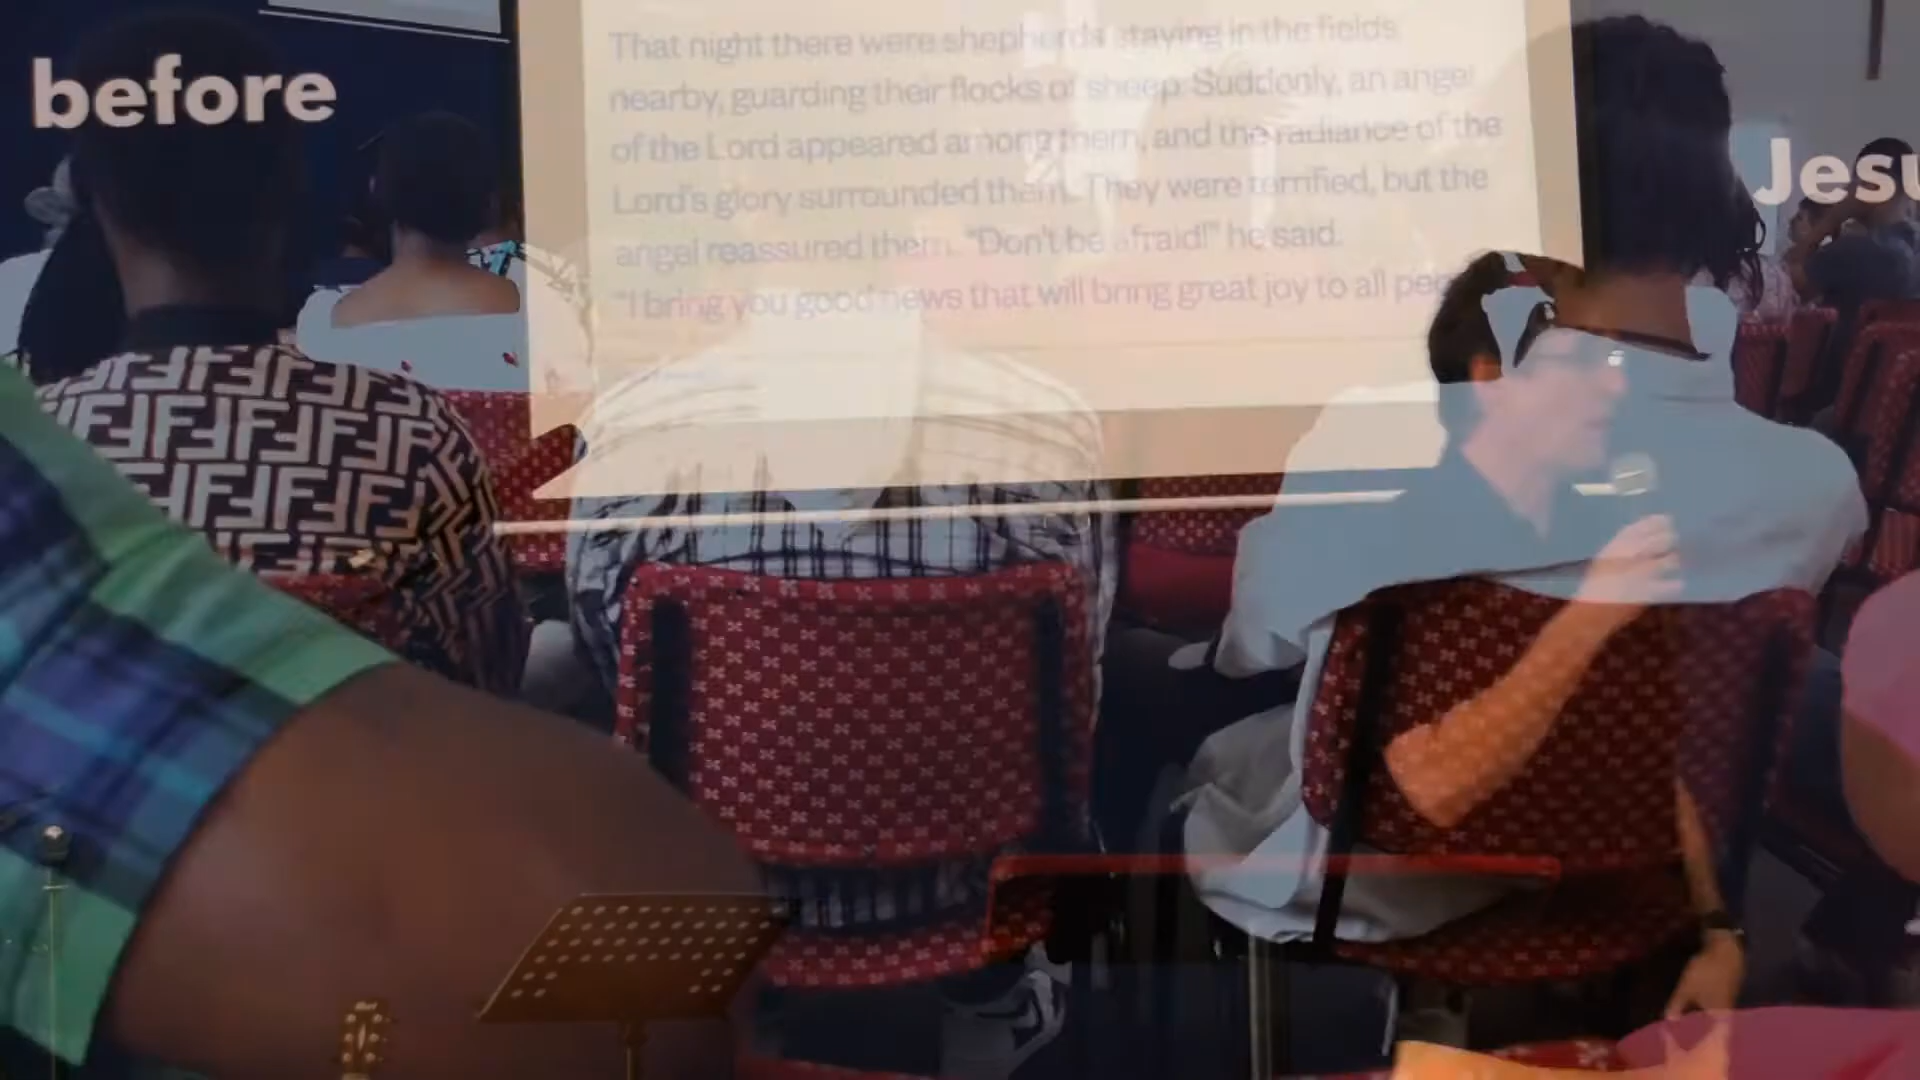 before
Jesu
That night there were shepherds staying in the fields
nearby, guarding their flocks of sheep. Suddenly, an angel
of the Lord appeared among them, and the radiance of the
Lord's glory surrounded them. They were terrified, but the
angel reassured them. "Don't be afraid!" he said.
"I bring you good news that will bring great joy to all peo